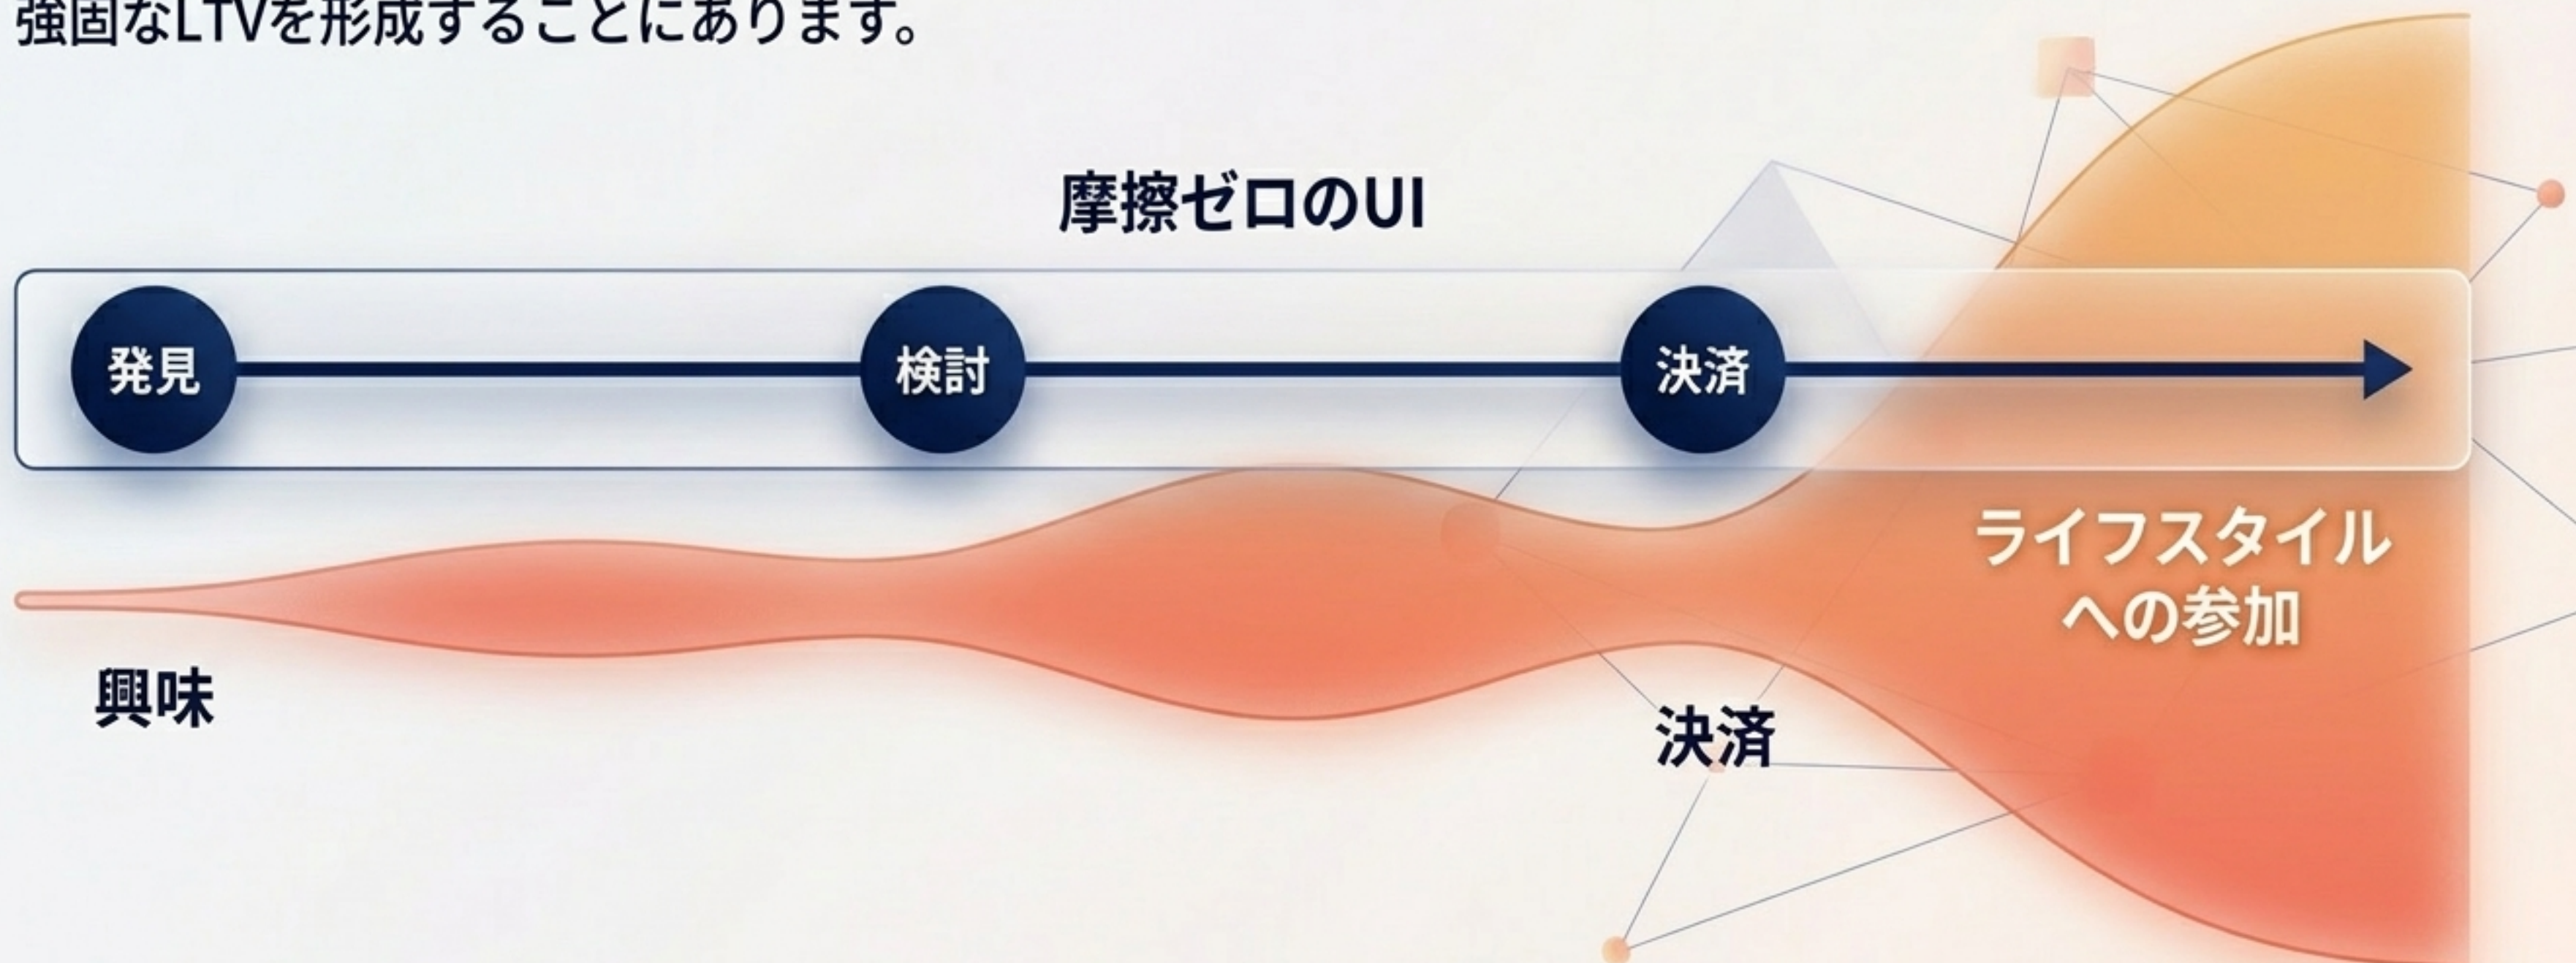 強固なLTVを形成することにあります。
摩擦ゼロのUI
発見
検討
決済
ライフスタイル
への参加
興味
決済